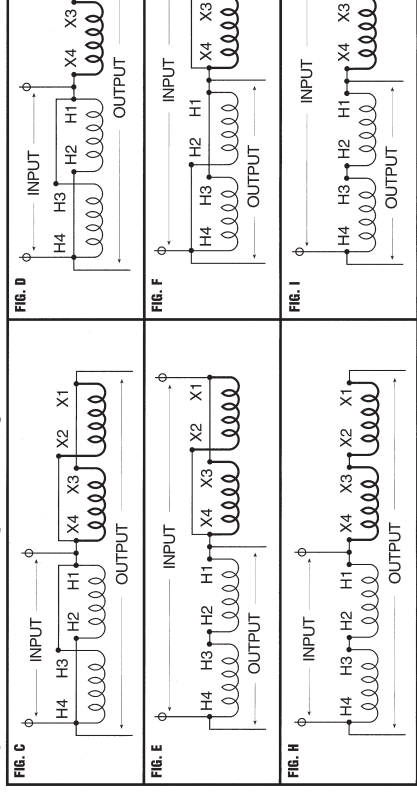 FIG. C
INPUT
H4 H3 H2 H1 X4 X3 X2 X1
OUTPUT
FIG. D
INPUT
H4 H3 H2 H1 X4 X3
OUTPUT
FIG. E
INPUT
H4 H3 H2 H1 X4 X3 X2 X1
OUTPUT
FIG. F
INPUT
H4 H3 H2 H1 X4 X3
OUTPUT
FIG. H
INPUT
H4 H3 H2 H1 X4 X3 X2 X1
OUTPUT
FIG. I
INPUT
H4 H3 H2 H1 X4 X3
OUTPUT